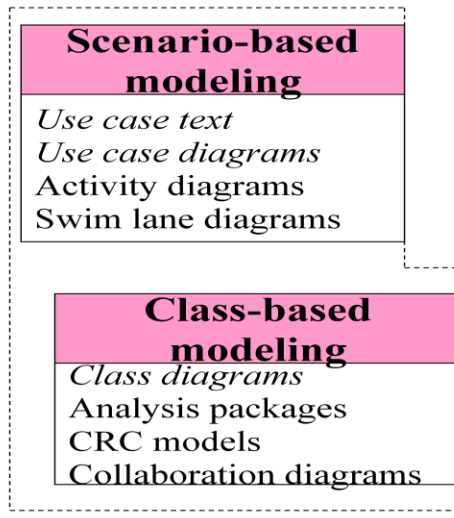 Scenario-based
modeling
Use case text
Use case diagrams
Activity diagrams
Swim lane diagrams
Class-based
modeling
Class diagrams
Analysis packages
CRC models
Collaboration diagrams